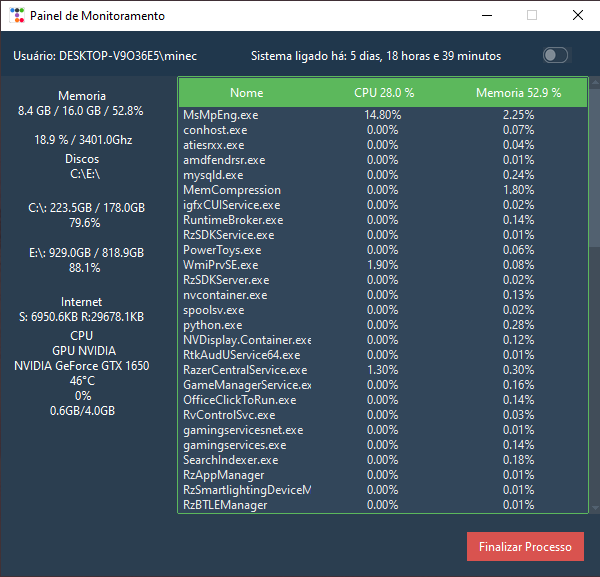 Painel de Monitoramento
Usuário: DESKTOP-V9O36E5\minec
Sistema ligado há: 5 dias, 18 horas e 39 minutos
Memoria
8.4 GB / 16.0 GB / 52.8%
18.9 % / 3401.0Ghz
Discos
C:\E:\
C:\: 223.5GB / 178.0GB
79.6%
E:\: 929.0GB / 818.9GB
88.1%
Internet
S: 6950.6KB R:29678.1KB
CPU
GPU NVIDIA
NVIDIA GeForce GTX 1650
46°C
0%
0.6GB/4.0GB
Nome CPU 28.0 % Memoria 52.9 %
MsMpEng.exe 14.80% 2.25%
conhost.exe 0.00% 0.07%
atiesrxx.exe 0.00% 0.04%
amdfendrsr.exe 0.00% 0.01%
mysqld.exe 0.00% 0.24%
MemCompression 0.00% 1.80%
igfxCUIService.exe 0.00% 0.02%
RuntimeBroker.exe 0.00% 0.14%
RzSDKService.exe 0.00% 0.01%
PowerToys.exe 0.00% 0.06%
WmiPrvSE.exe 1.90% 0.08%
RzSDKServer.exe 0.00% 0.02%
nvcontainer.exe 0.00% 0.13%
spoolsv.exe 0.00% 0.02%
python.exe 0.00% 0.28%
NVDisplay.Container.exe 0.00% 0.12%
RtkAudUService64.exe 0.00% 0.01%
RazerCentralService.exe 1.30% 0.30%
GameManagerService.ex 0.00% 0.16%
OfficeClickToRun.exe 0.00% 0.14%
RvControlSvc.exe 0.00% 0.03%
gamingservicesnet.exe 0.00% 0.01%
gamingservices.exe 0.00% 0.14%
SearchIndexer.exe 0.00% 0.18%
RzAppManager 0.00% 0.01%
RzSmartlightingDeviceM 0.00% 0.01%
RzBTLEManager 0.00% 0.01%
Finalizar Processo